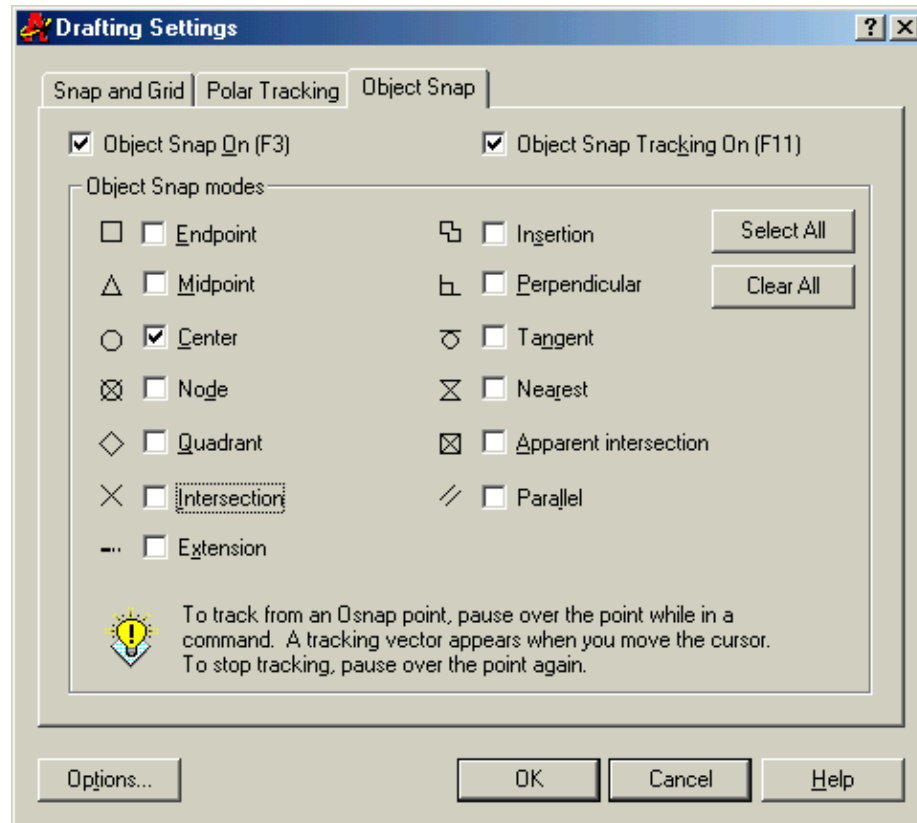 Drafting Settings
Snap and Grid
Polar Tracking
Object Snap
Object Snap On (F3)
Object Snap Tracking On (F11)
Object Snap modes
Endpoint
Midpoint
Center
Node
Quadrant
Intersection
Extension
Insertion
Perpendicular
Tangent
Nearest
Apparent intersection
Parallel
Select All
Clear All
To track from an Osnap point, pause over the point while in a
command. A tracking vector appears when you move the cursor.
To stop tracking, pause over the point again.
Options...
OK
Cancel
Help